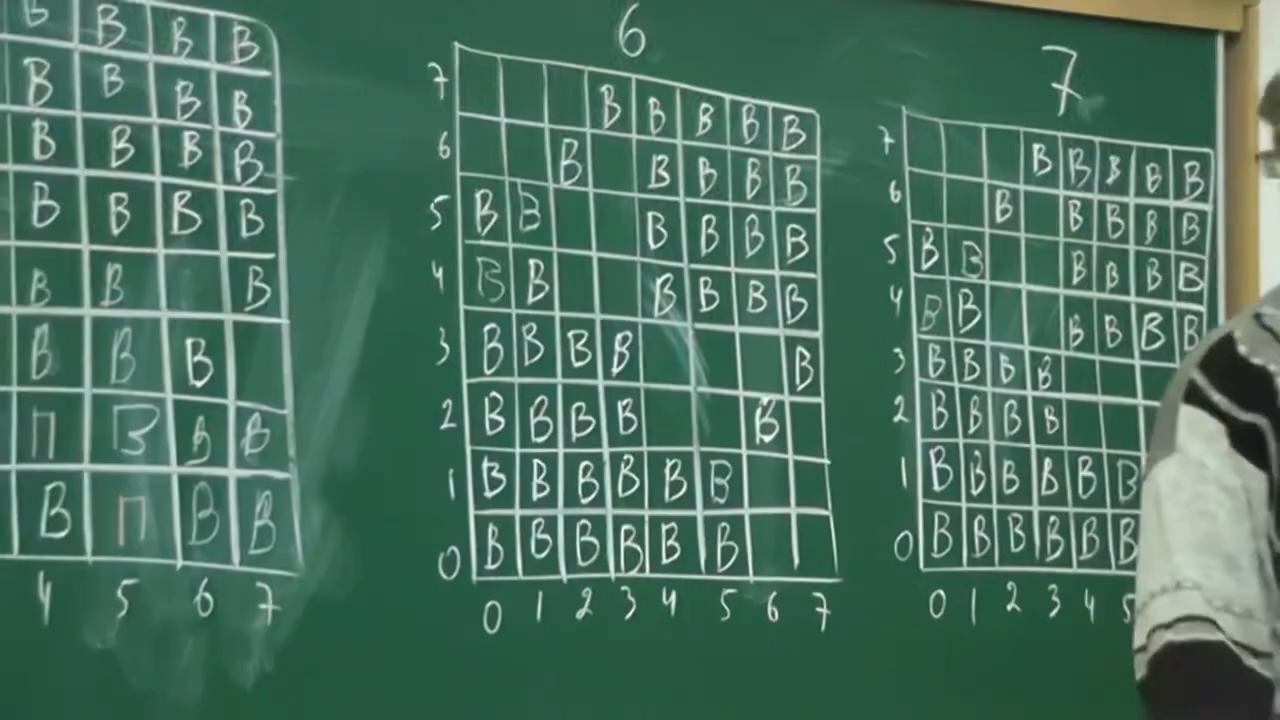 В В В В
В В В В
В В В В
В В В В
В В В
В В В
П В В В
В П В В
4 5 6 7
6
7 В В В В В
6 В В В В В
5 В В В В В В
4 В В В В В В
3 В В В В В
2 В В В В В
1 В В В В В В
0 В В В В В В
0 1 2 3 4 5 6 7
7
7 В В В В В
6 В В В В В
5 В В В В В В
4 В В В В В В
3 В В В В
2 В В В В
1 В В В В В В
0 В В В В В В
0 1 2 3 4 5